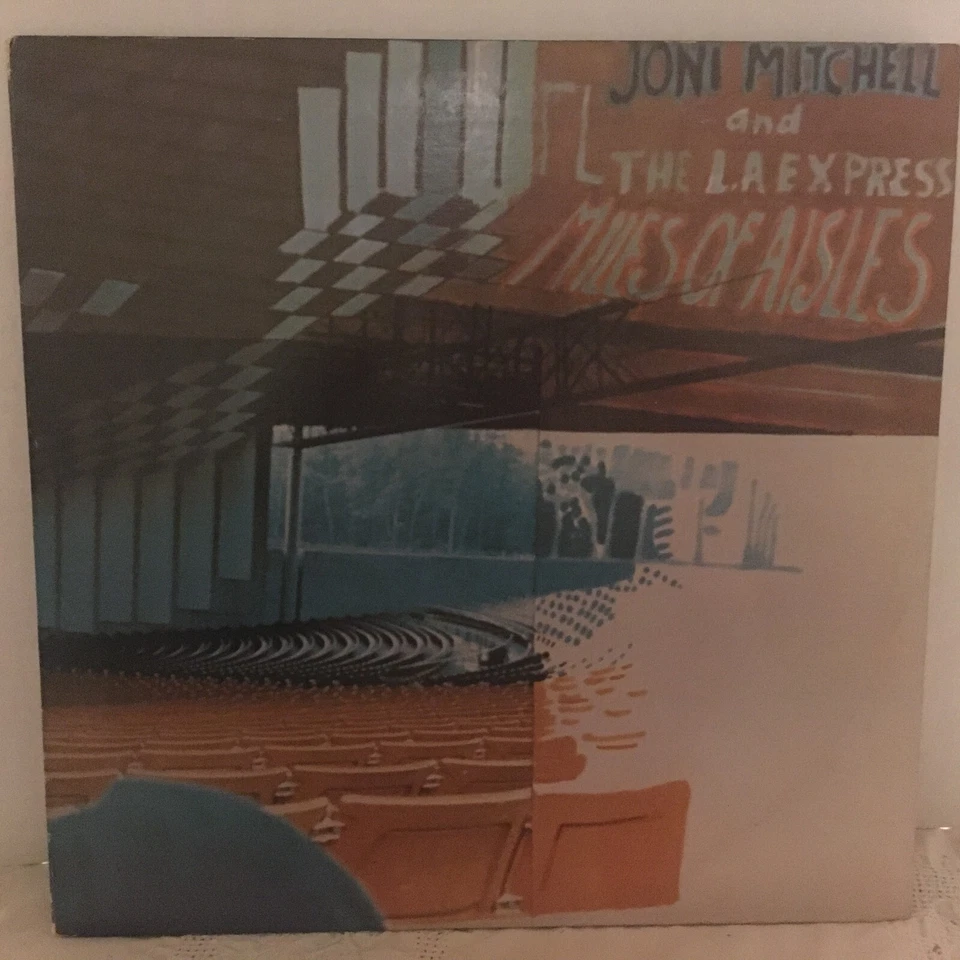 JONI MITCHELL
and
THE L.A EXPRESS
MILES OF AISLES